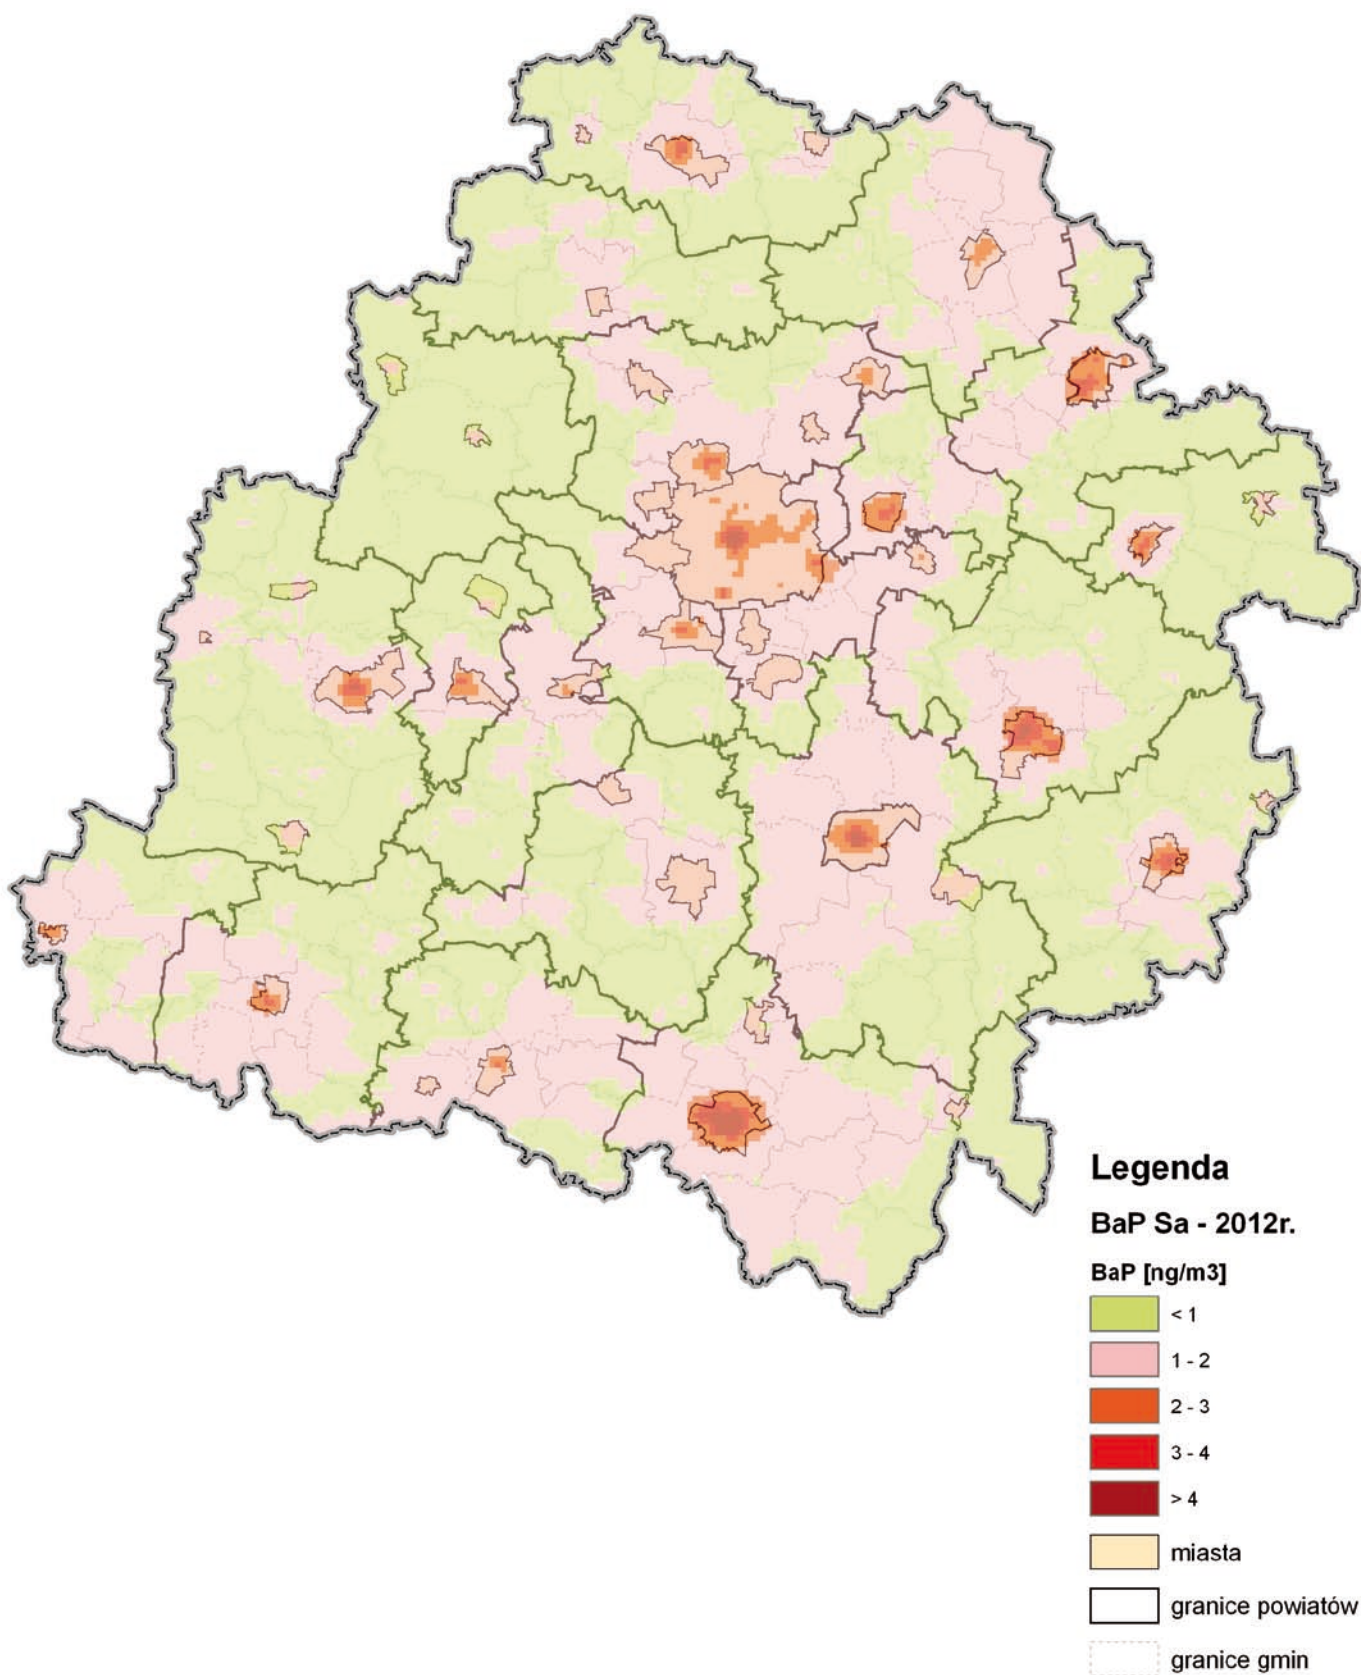 Legenda
BaP Sa - 2012r.
BaP [ng/m3]
< 1
1 - 2
2 - 3
3 - 4
> 4
miasta
granice powiatów
granice gmin